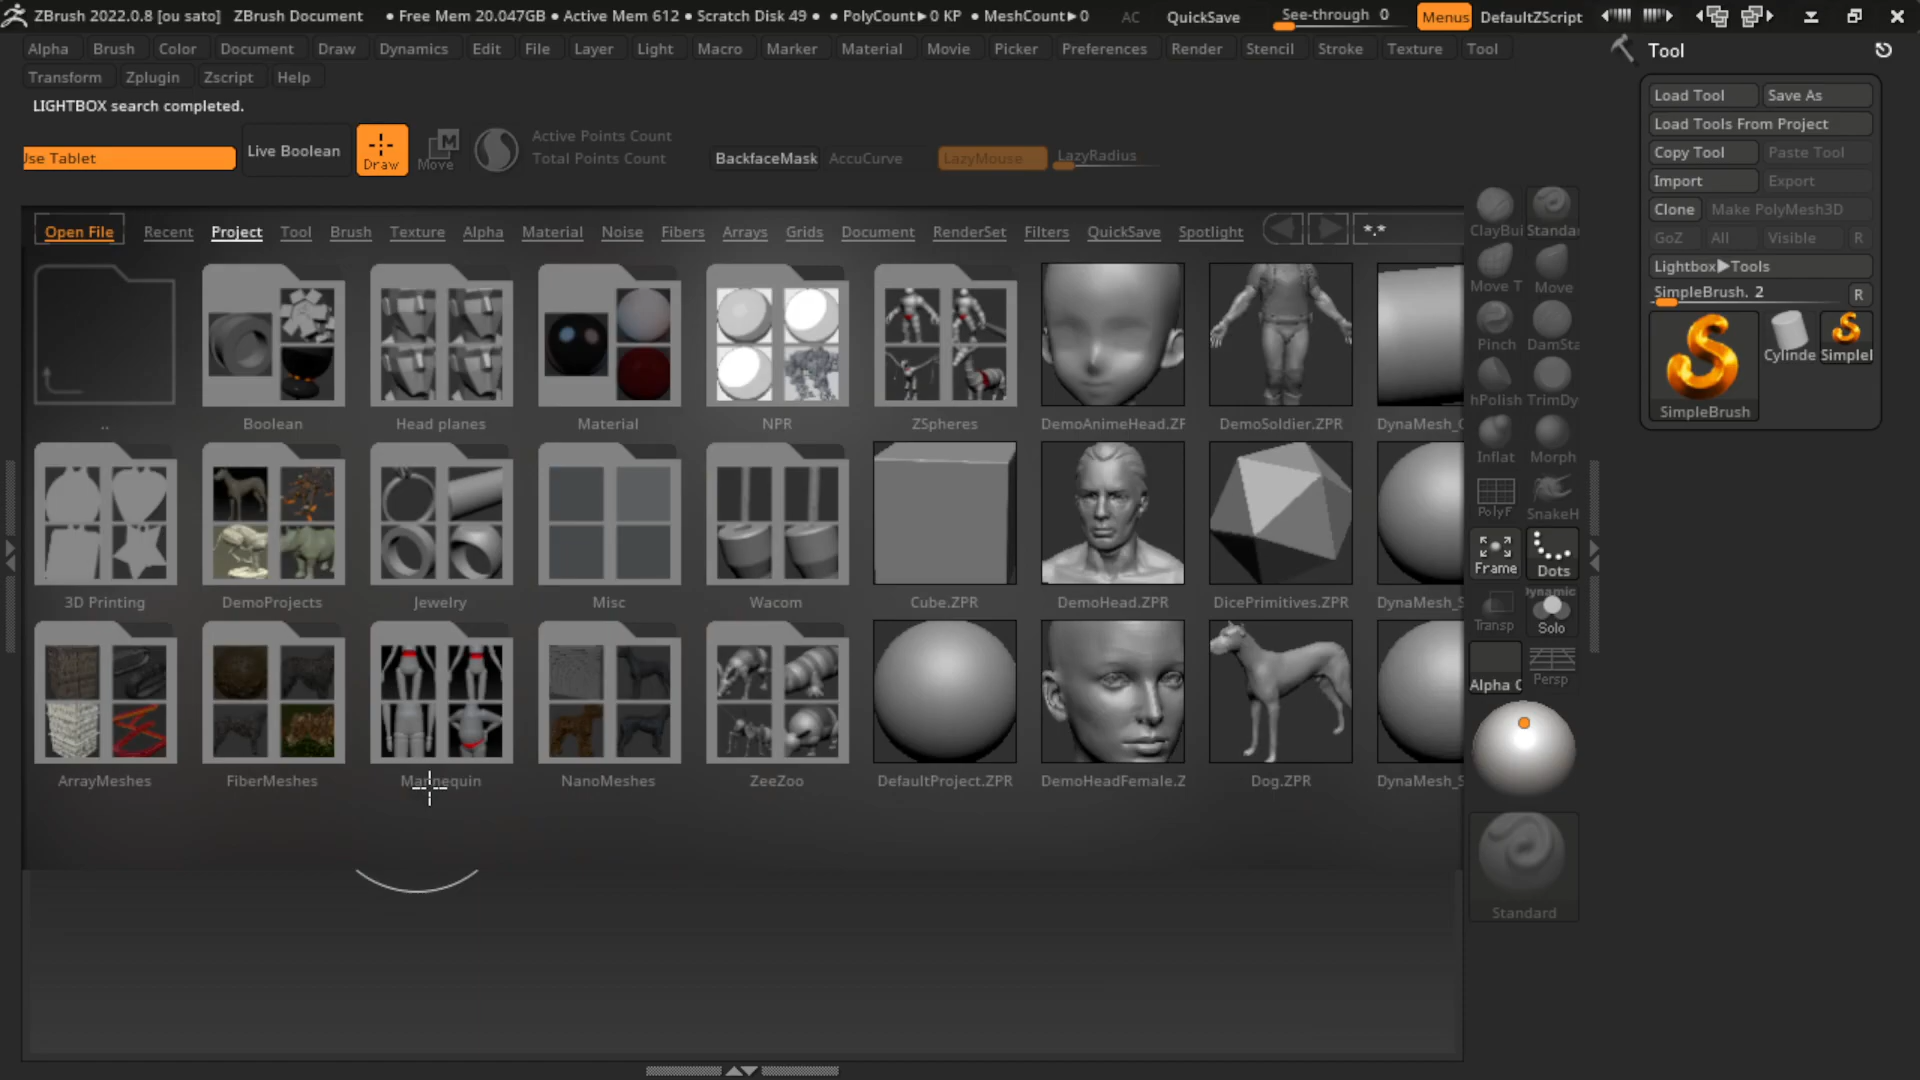 ZBrush 2022.0.8 [ou sato] ZBrush Document • Free Mem 20.047GB • Active Mem 612 • Scratch Disk 49 • • PolyCount▶0 KP • MeshCount▶0 AC QuickSave See-through 0 Menus DefaultZScript
Alpha Brush Color Document Draw Dynamics Edit File Layer Light Macro Marker Material Movie Picker Preferences Render Stencil Stroke Texture Tool
Transform Zplugin Zscript Help
LIGHTBOX search completed.
Use Tablet Live Boolean Draw Move Active Points Count
Total Points Count BackfaceMask AccuCurve LazyMouse LazyRadius
Open File Recent Project Tool Brush Texture Alpha Material Noise Fibers Arrays Grids Document RenderSet Filters QuickSave Spotlight *.*
.. Boolean Head planes Material NPR ZSpheres DemoAnimeHead.ZF DemoSoldier.ZPR DynaMesh_
3D Printing DemoProjects Jewelry Misc Wacom Cube.ZPR DemoHead.ZPR DicePrimitives.ZPR DynaMesh_S
ArrayMeshes FiberMeshes Mannequin NanoMeshes ZeeZoo DefaultProject.ZPR DemoHeadFemale.Z Dog.ZPR DynaMesh_S
ClayBui Standa
Move T Move
Pinch DamSta
hPolish TrimDy
Inflat Morph
PolyF SnakeH
Frame Dots
Dynamic
Transp Solo
Alpha Persp
Standard
Tool
Load Tool Save As
Load Tools From Project
Copy Tool Paste Tool
Import Export
Clone Make PolyMesh3D
GoZ All Visible R
Lightbox▶Tools
SimpleBrush. 2 R
Cylinde Simplel
SimpleBrush